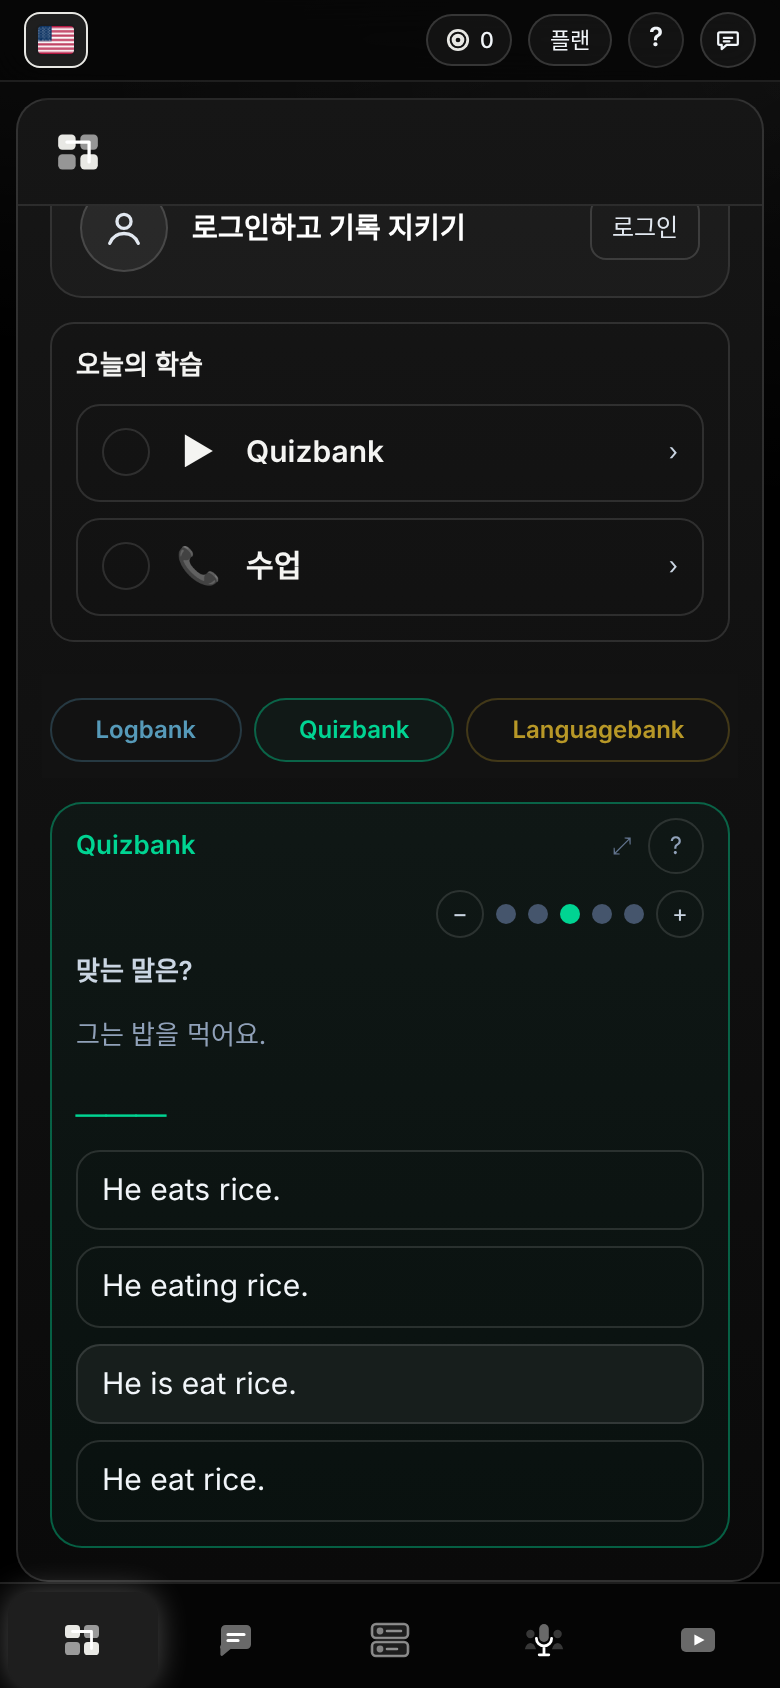 0
플랜
?
로그인하고 기록 지키기
로그인
오늘의 학습
Quizbank
수업
Logbank
Quizbank
Languagebank
Quizbank
?
맞는 말은?
그는 밥을 먹어요.
He eats rice.
He eating rice.
He is eat rice.
He eat rice.